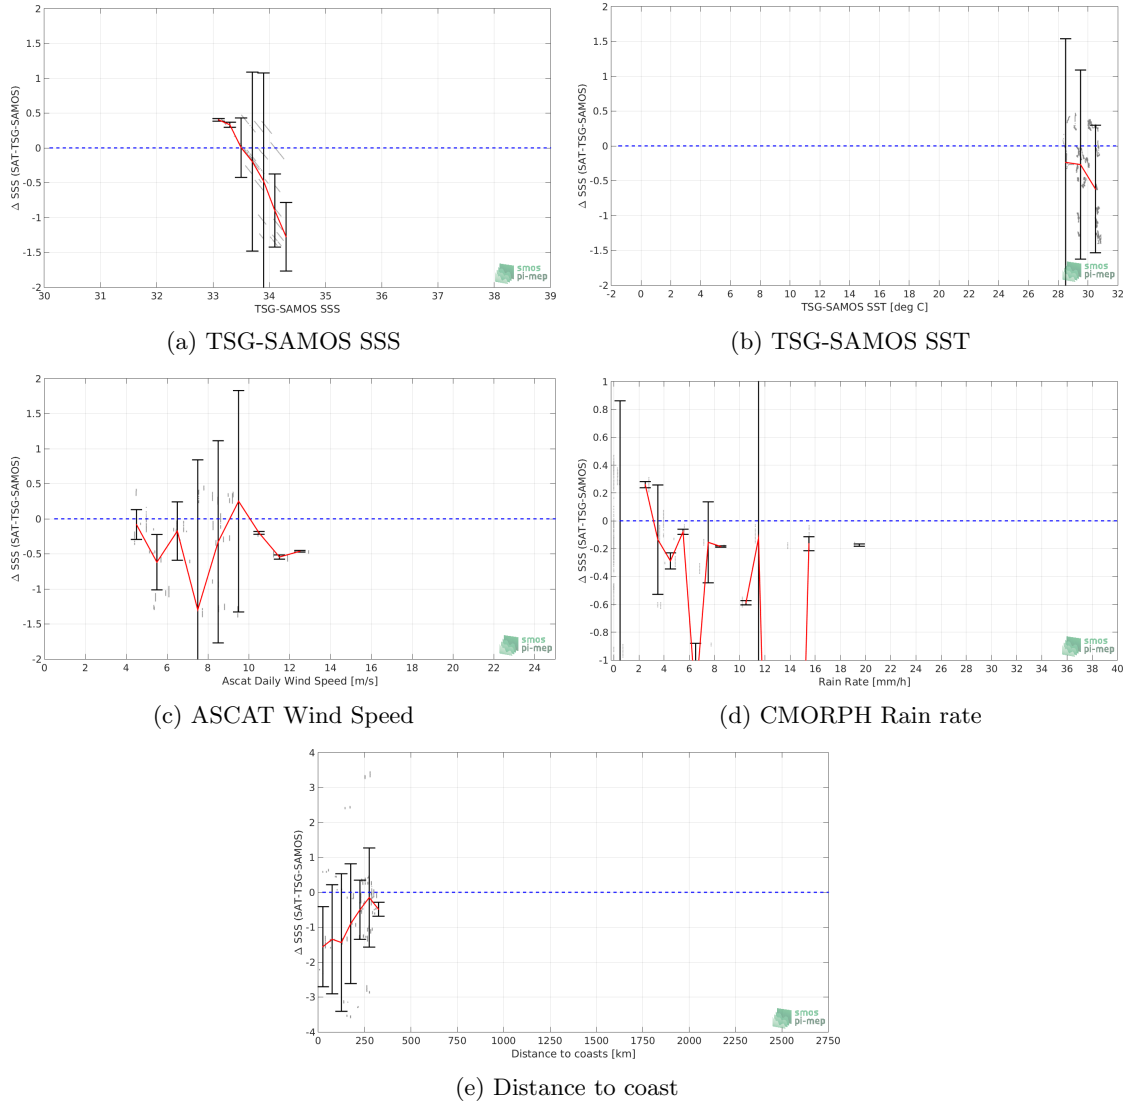 2
1.5
1
0.5
0
-0.5
-1
-1.5
-2
Δ SSS (SAT-TSG-SAMOS)
30 31 32 33 34 35 36 37 38 39
TSG-SAMOS SSS
smos
pi-mep
(a) TSG-SAMOS SSS
2
1.5
1
0.5
0
-0.5
-1
-1.5
-2
Δ SSS (SAT-TSG-SAMOS)
-2 0 2 4 6 8 10 12 14 16 18 20 22 24 26 28 30 32
TSG-SAMOS SST [deg C]
smos
pi-mep
(b) TSG-SAMOS SST
2
1.5
1
0.5
0
-0.5
-1
-1.5
-2
Δ SSS (SAT-TSG-SAMOS)
0 2 4 6 8 10 12 14 16 18 20 22 24
Ascat Daily Wind Speed [m/s]
smos
pi-mep
(c) ASCAT Wind Speed
1
0.8
0.6
0.4
0.2
0
-0.2
-0.4
-0.6
-0.8
-1
Δ SSS (SAT-TSG-SAMOS)
-2 0 2 4 6 8 10 12 14 16 18 20 22 24 26 28 30 32 34 36 38 40
Rain Rate [mm/h]
smos
pi-mep
(d) CMORPH Rain rate
4
3
2
1
0
-1
-2
-3
-4
Δ SSS (SAT-TSG-SAMOS)
0 250 500 750 1000 1250 1500 1750 2000 2250 2500 2750
Distance to coasts [km]
smos
pi-mep
(e) Distance to coast